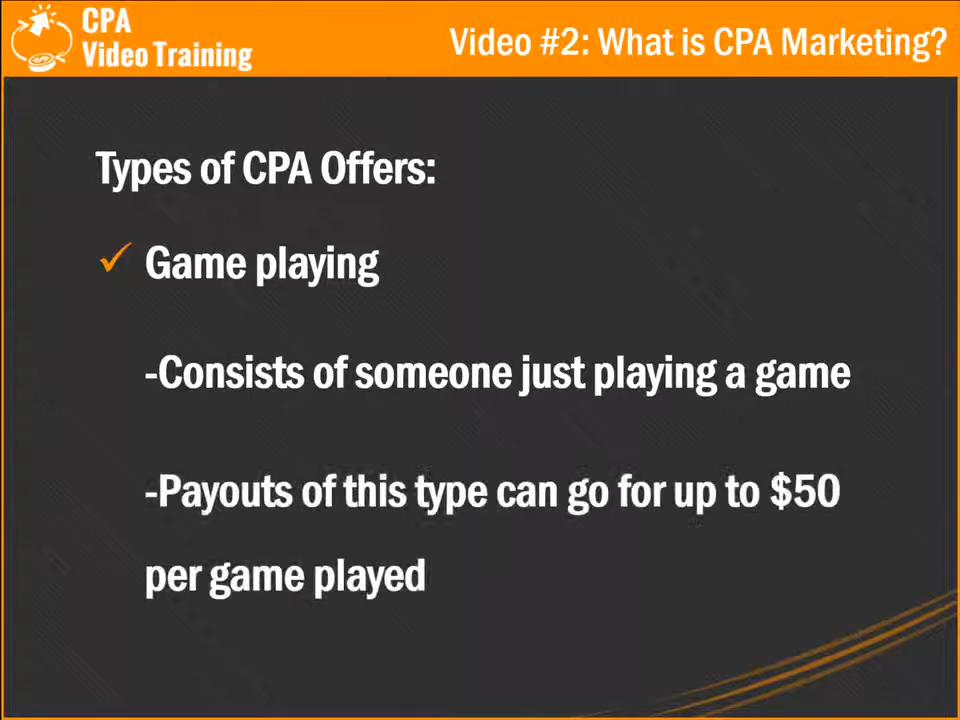 CPA
Video Training
Video #2: What is CPA Marketing?
Types of CPA Offers:
✓ Game playing
-Consists of someone just playing a game
-Payouts of this type can go for up to $50
per game played